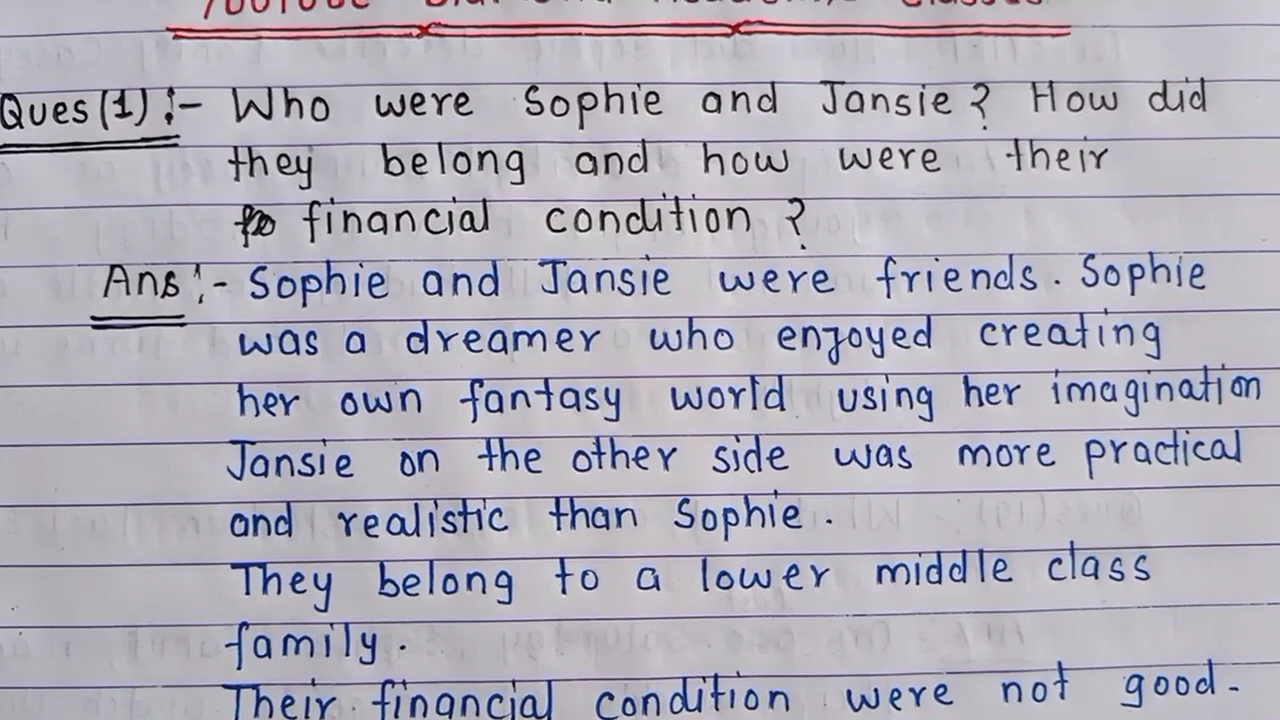 Ques(1):- Who were Sophie and Jansie? How did
they belong and how were their
financial condition?
Ans:- Sophie and Jansie were friends. Sophie
was a dreamer who enjoyed creating
her own fantasy world using her imagination
Jansie on the other side was more practical
and realistic than Sophie.
They belong to a lower middle class
family.
Their financial condition were not good.